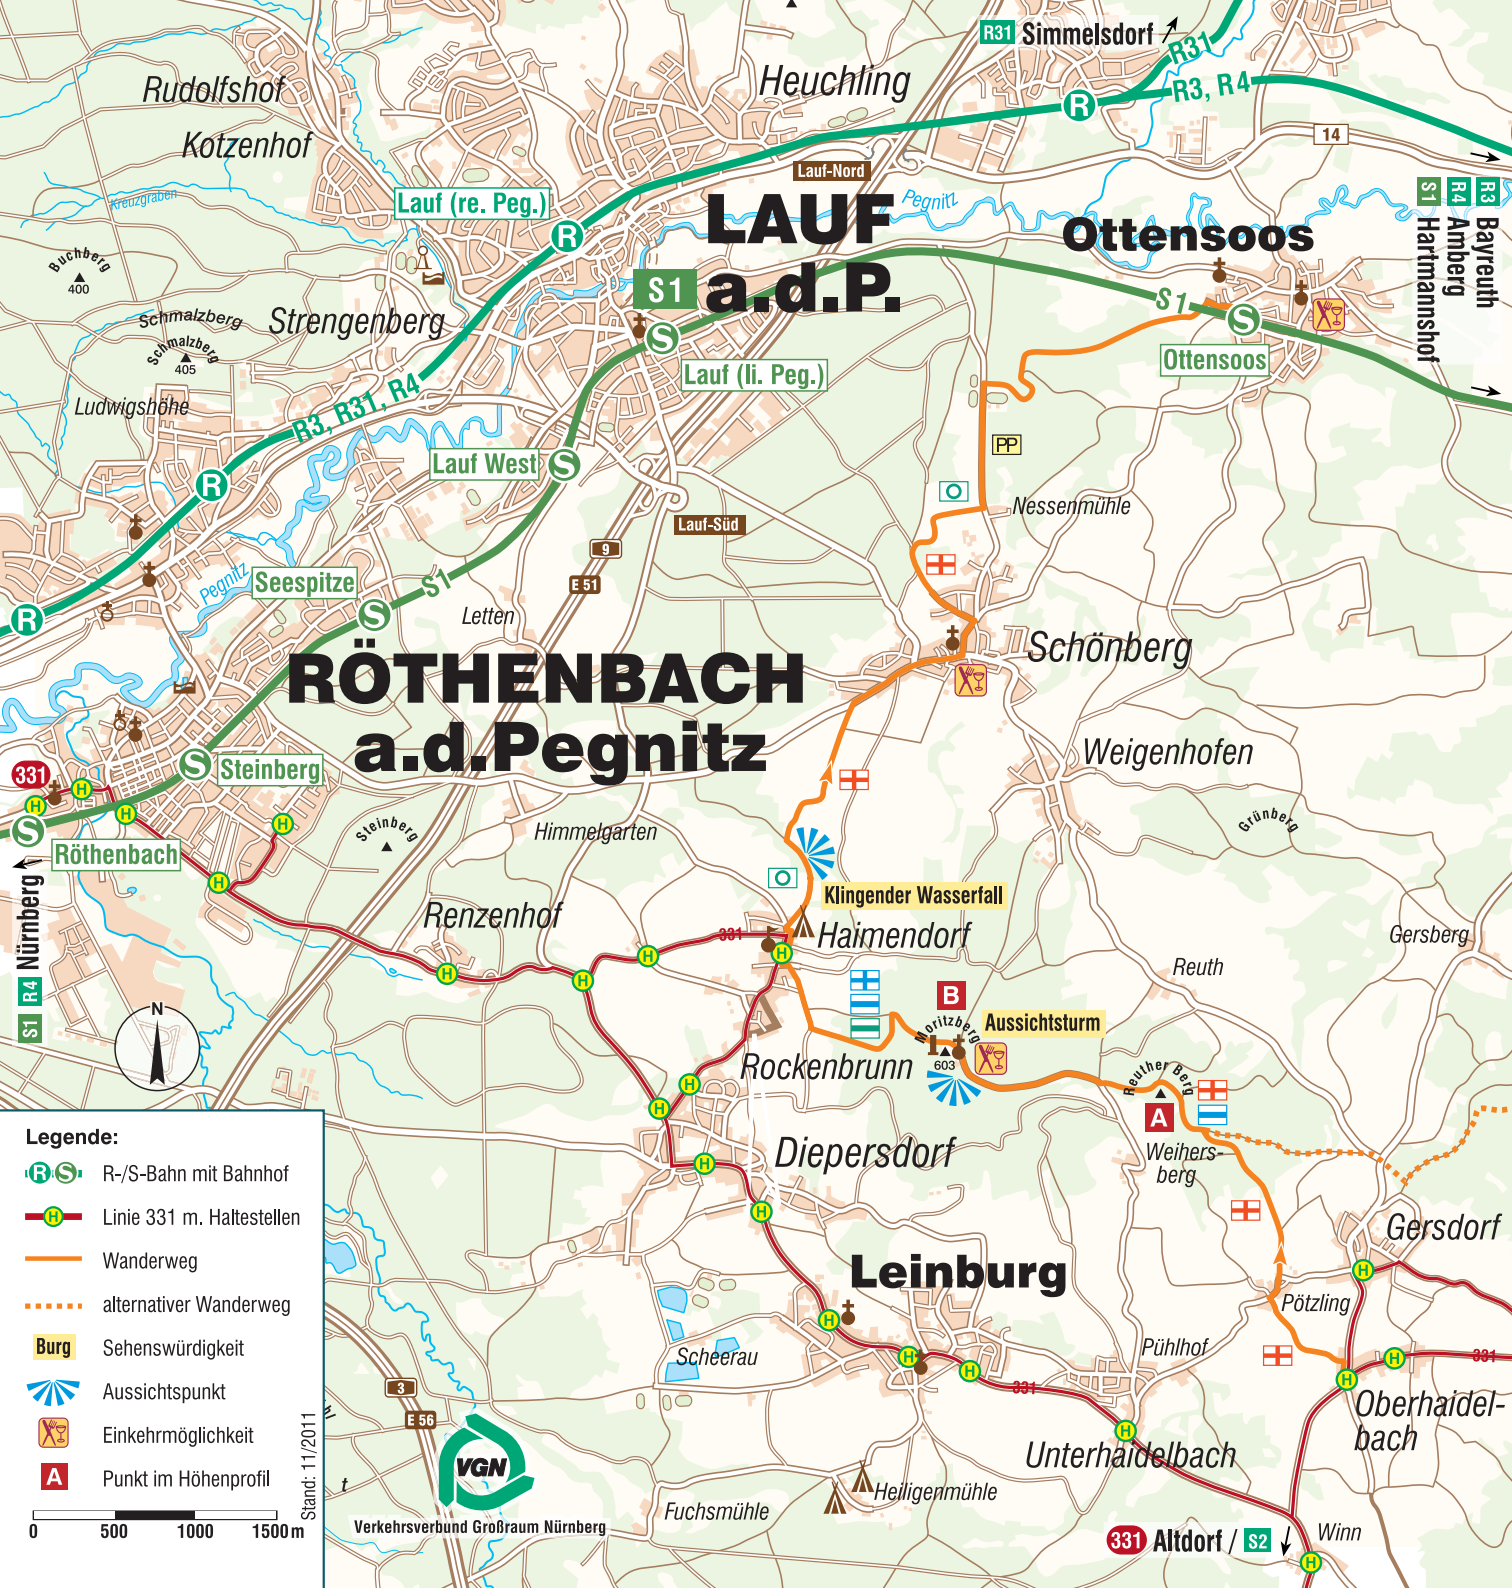 R31 Simmelsdorf
R31
R3, R4
Rudolfshof
Heuchling
Kotzenhof
14
Lauf-Nord
Kreuzgraben
Lauf (re. Peg.)
R
R
LAUF
a.d.P.
Pegnitz
Ottensoos
R3 Bayreuth
R4 Amberg
S1 Hartmannshof
Buchberg
400
S1
S1
S
Schmalzberg
Strengenberg
Schmalzberg
405
S
Ottensoos
Lauf (li. Peg.)
Ludwigshöhe
R3, R31, R4
PP
Lauf West
S
R
Nessenmühle
Lauf-Süd
9
E 51
Seespitze
S1
Pegnitz
S
Letten
R
Schönberg
RÖTHENBACH
a.d.Pegnitz
Weigenhofen
331
S
Steinberg
H
H
H
H
S
Röthenbach
Steinberg
Himmelgarten
Grünberg
H
Klingender Wasserfall
Nürnberg
R4
S1
Renzenhof
331
Haimendorf
Gersberg
H
H
H
H
Reuth
B
Moritzberg
603
Aussichtsturm
N
Rockenbrunn
Reuther Berg
A
H
H
Weihers-
berg
Diepersdorf
H
H
Gersdorf
Leinburg
H
Pötzling
H
Scheerau
H
H
331
Pühlhof
H
331
H
Oberhaidel-
bach
3
E 56
H
Unterhaidelbach
VGN
Verkehrsverbund Großraum Nürnberg
Heiligenmühle
Fuchsmühle
331 Altdorf / S2
Winn
H
Legende:
R S R-/S-Bahn mit Bahnhof
H Linie 331 m. Haltestellen
Wanderweg
alternativer Wanderweg
Burg Sehenswürdigkeit
Aussichtspunkt
Einkehrmöglichkeit
A Punkt im Höhenprofil
0 500 1000 1500 m
Stand: 11/2011